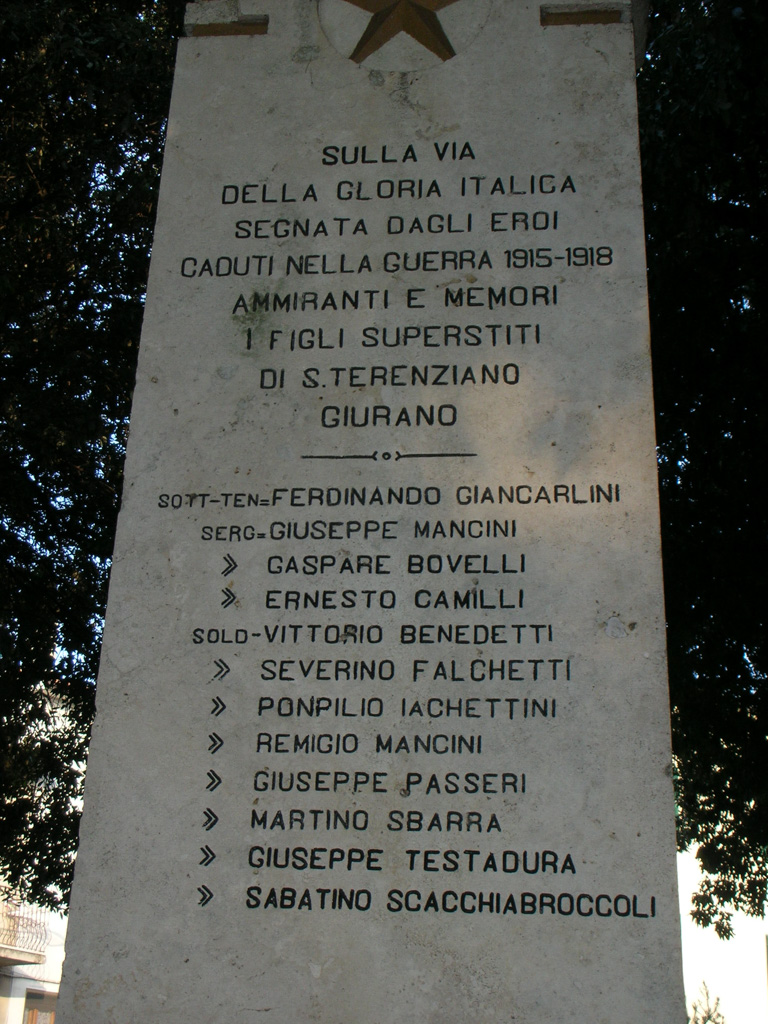 SULLA VIA
DELLA GLORIA ITALICA
SEGNATA DAGLI EROI
CADUTI NELLA GUERRA 1915-1918
AMMIRANTI E MEMORI
I FIGLI SUPERSTITI
DI S. TERENZIANO
GIURANO
SOTT-TEN=FERDINANDO GIANCARLINI
SERG=GIUSEPPE MANCINI
» GASPARE BOVELLI
» ERNESTO CAMILLI
SOLD-VITTORIO BENEDETTI
» SEVERINO FALCHETTI
» PONPILIO IACHETTINI
» REMIGIO MANCINI
» GIUSEPPE PASSERI
» MARTINO SBARRA
» GIUSEPPE TESTADURA
» SABATINO SCACCHIABROCCOLI